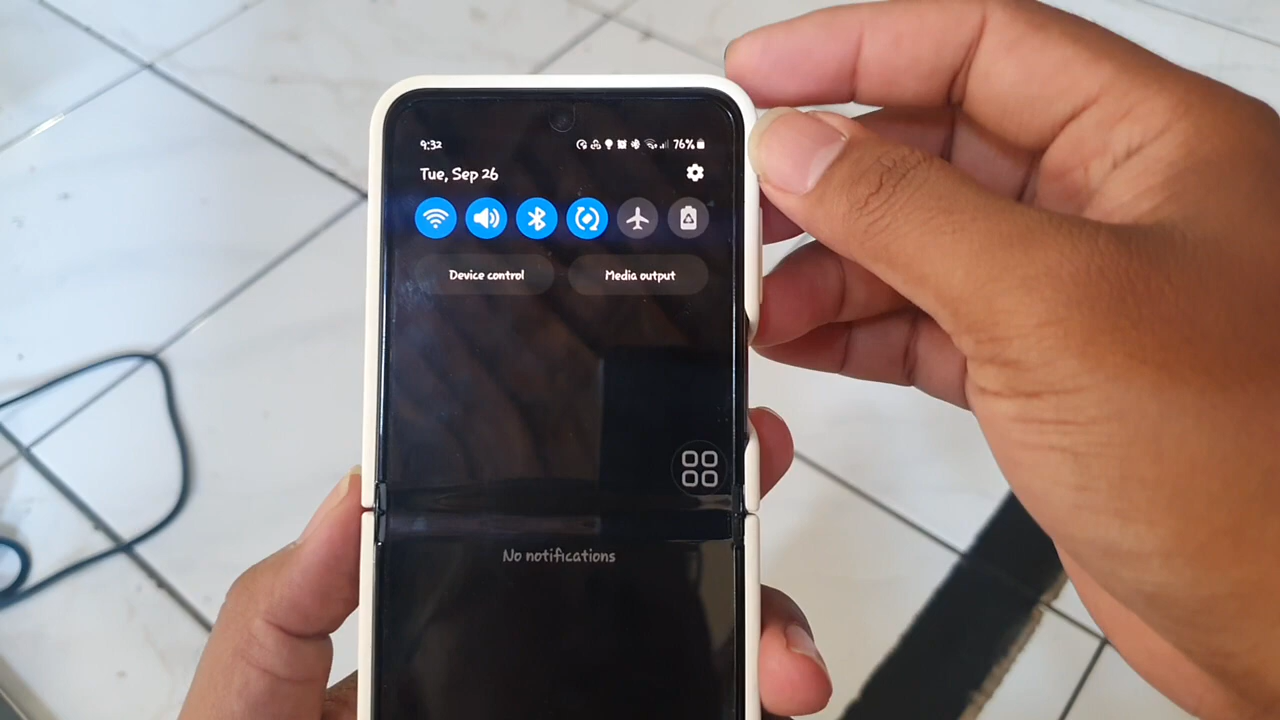 9:32 76%
Tue, Sep 26
Device control Media output
No notifications